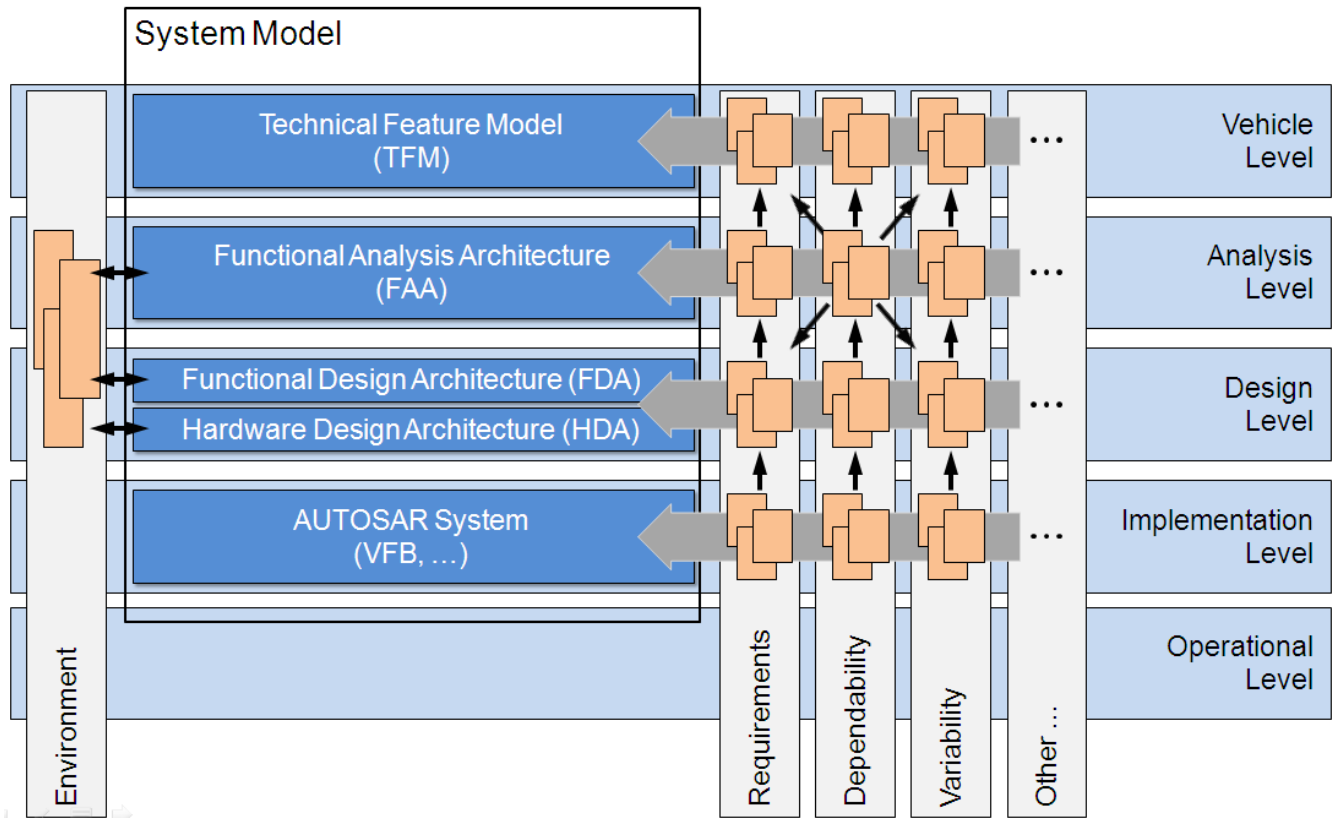 System Model
Technical Feature Model
(TFM)
...
Vehicle
Level
Functional Analysis Architecture
(FAA)
...
Analysis
Level
Functional Design Architecture (FDA)
Hardware Design Architecture (HDA)
...
Design
Level
AUTOSAR System
(VFB, …)
...
Implementation
Level
Operational
Level
Environment
Requirements
Dependability
Variability
Other ...